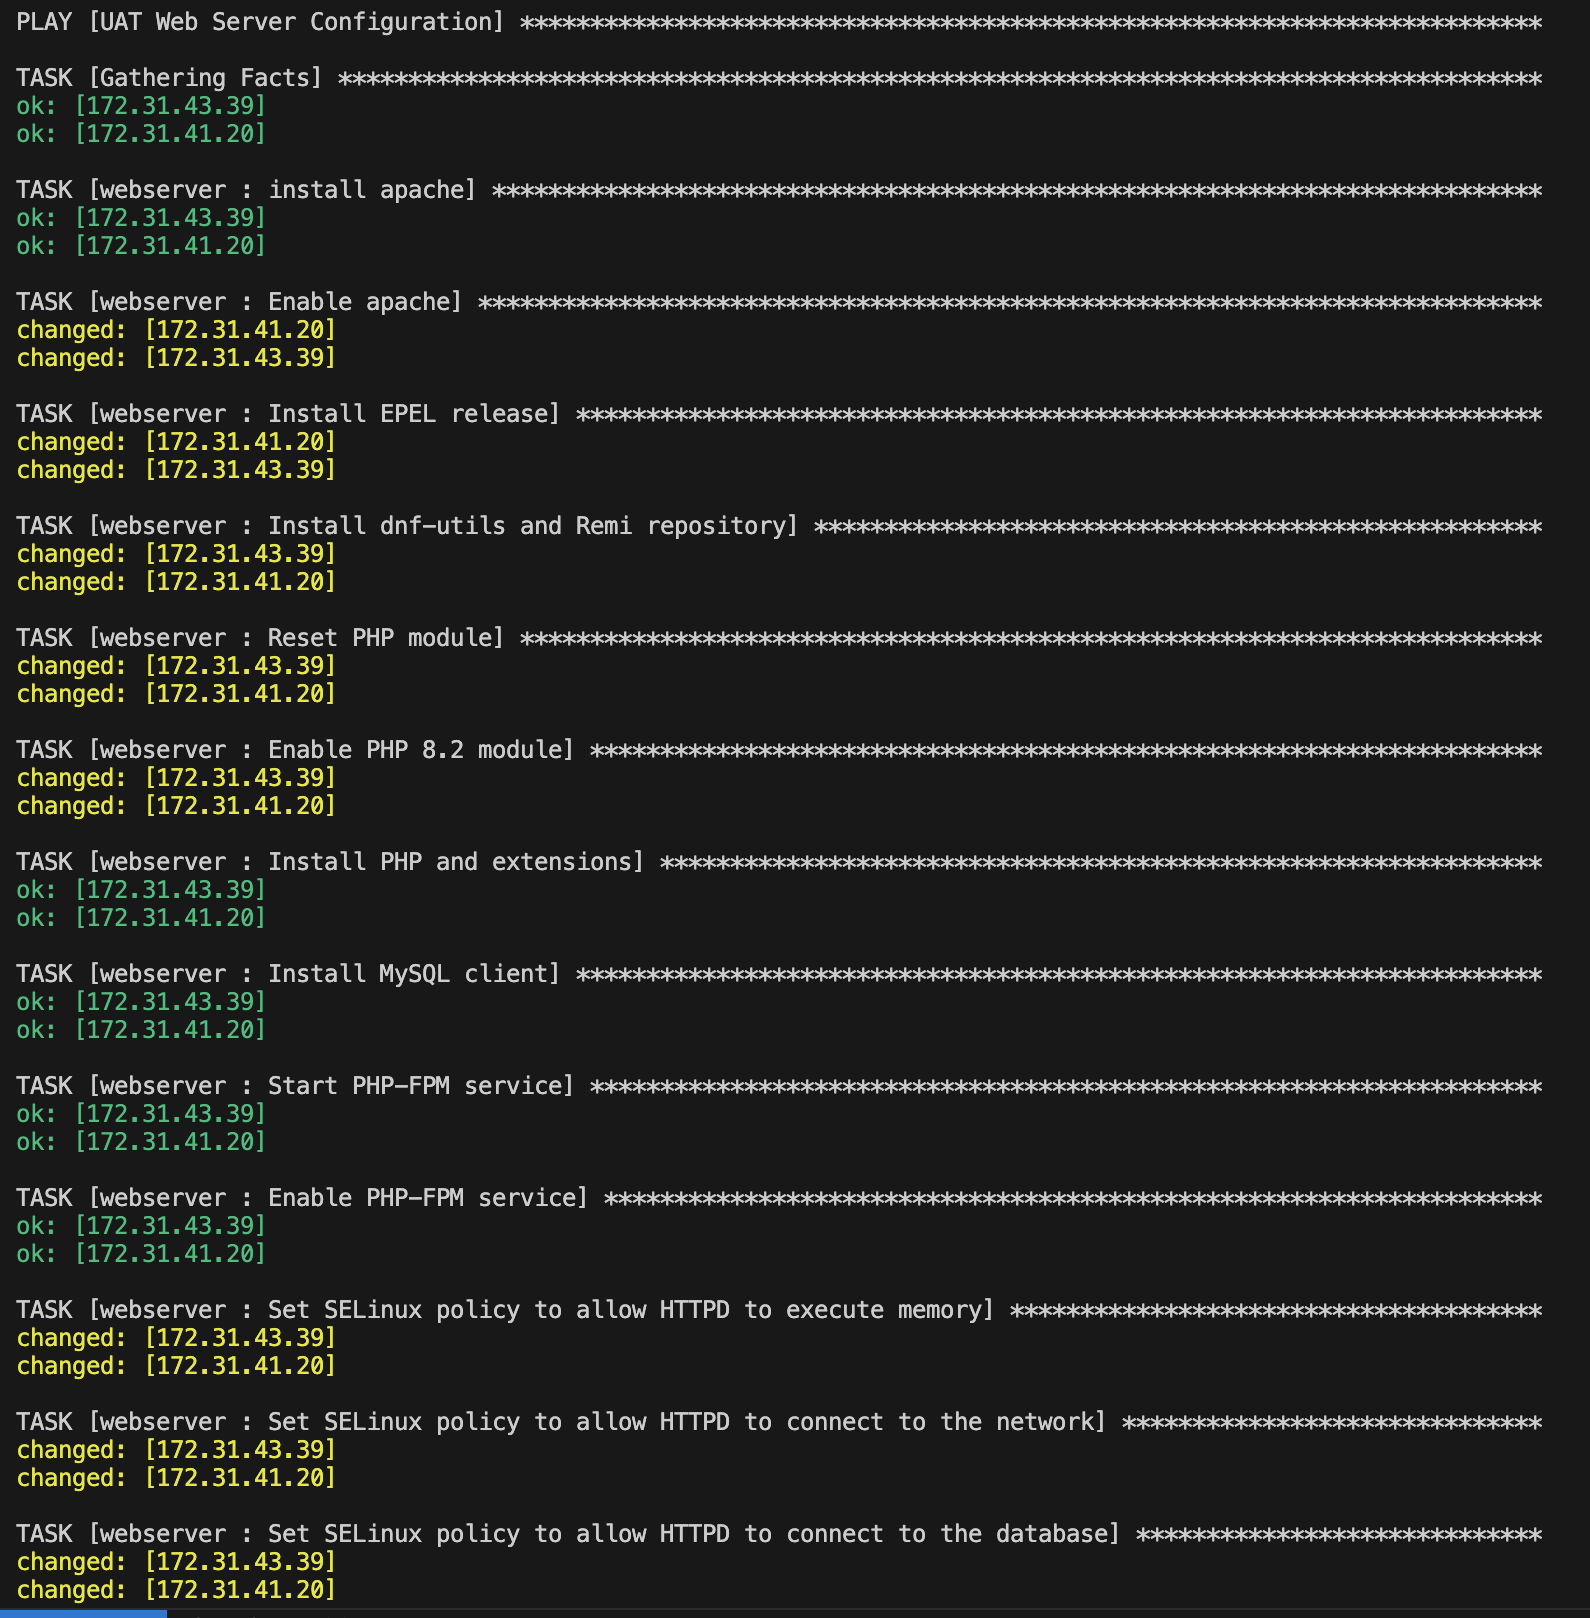 PLAY [UAT Web Server Configuration] *************************************************************************

TASK [Gathering Facts] **************************************************************************************
ok: [172.31.43.39]
ok: [172.31.41.20]

TASK [webserver : install apache] ***************************************************************************
ok: [172.31.43.39]
ok: [172.31.41.20]

TASK [webserver : Enable apache] ****************************************************************************
changed: [172.31.41.20]
changed: [172.31.43.39]

TASK [webserver : Install EPEL release] *********************************************************************
changed: [172.31.41.20]
changed: [172.31.43.39]

TASK [webserver : Install dnf-utils and Remi repository] ****************************************************
changed: [172.31.43.39]
changed: [172.31.41.20]

TASK [webserver : Reset PHP module] *************************************************************************
changed: [172.31.43.39]
changed: [172.31.41.20]

TASK [webserver : Enable PHP 8.2 module] ********************************************************************
changed: [172.31.43.39]
changed: [172.31.41.20]

TASK [webserver : Install PHP and extensions] ***************************************************************
ok: [172.31.43.39]
ok: [172.31.41.20]

TASK [webserver : Install MySQL client] *********************************************************************
ok: [172.31.43.39]
ok: [172.31.41.20]

TASK [webserver : Start PHP-FPM service] ********************************************************************
ok: [172.31.43.39]
ok: [172.31.41.20]

TASK [webserver : Enable PHP-FPM service] *******************************************************************
ok: [172.31.43.39]
ok: [172.31.41.20]

TASK [webserver : Set SELinux policy to allow HTTPD to execute memory] **************************************
changed: [172.31.43.39]
changed: [172.31.41.20]

TASK [webserver : Set SELinux policy to allow HTTPD to connect to the network] ******************************
changed: [172.31.43.39]
changed: [172.31.41.20]

TASK [webserver : Set SELinux policy to allow HTTPD to connect to the database] *****************************
changed: [172.31.43.39]
changed: [172.31.41.20]